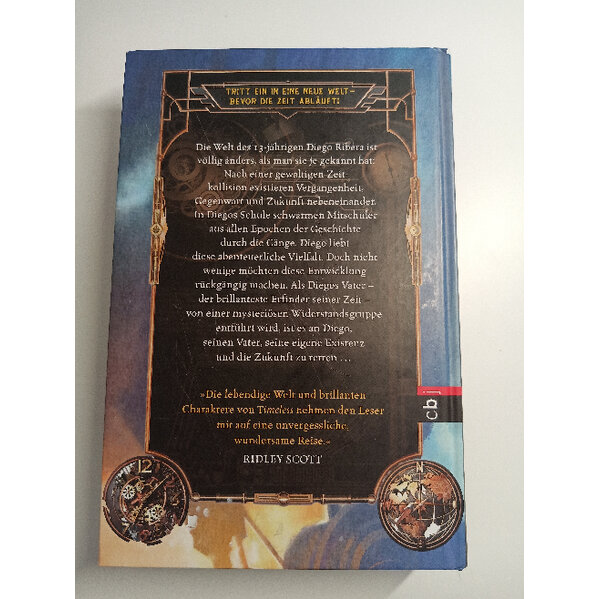 TRITT EIN IN EINE NEUE WELT –
BEVOR DIE ZEIT ABLÄUFT!
Die Welt des 13-jährigen Diego Ribera ist
völlig anders, als man sie je gekannt hat:
Nach einer gewaltigen Zeit-
kollision existieren Vergangenheit,
Gegenwart und Zukunft nebeneinander.
In Diegos Schule schwärmen Mitschüler
aus allen Epochen der Geschichte
durch die Gänge. Diego liebt
diese abenteuerliche Vielfalt. Doch nicht
wenige möchten diese Entwicklung
rückgängig machen. Als Diegos Vater –
der brillanteste Erfinder seiner Zeit –
von einer mysteriösen Widerstandsgruppe
entführt wird, ist es an Diego,
seinen Vater, seine eigene Existenz
und die Zukunft zu retten ...
»Die lebendige Welt und brillanten
Charaktere von Timeless nehmen den Leser
mit auf eine unvergessliche,
wundersame Reise.«
RIDLEY SCOTT
cbj
12
N